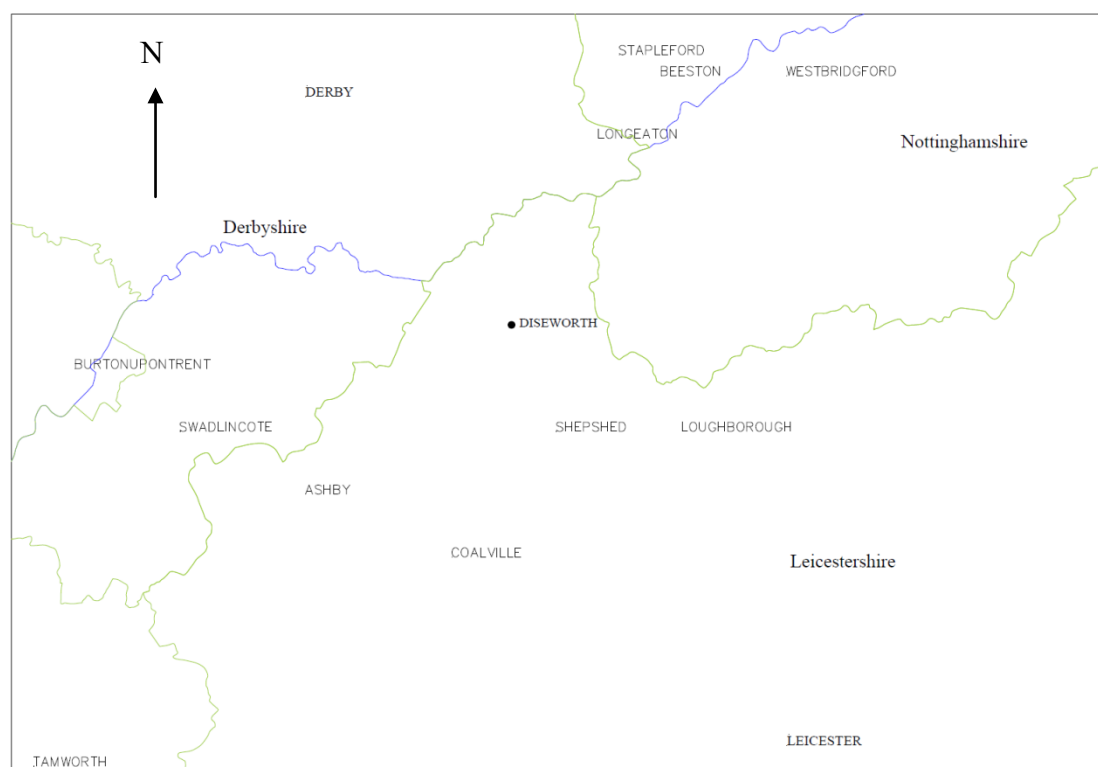 STAPLEFORD
N
BEESTON
WESTBRIDGFORD
DERBY
LONGEATON
Nottinghamshire
Derbyshire
DISEWORTH
BURTONUPONTRENT
SWADLINCOTE
SHEPSHED
LOUGHBOROUGH
ASHBY
COALVILLE
Leicestershire
LEICESTER
TAMWORTH